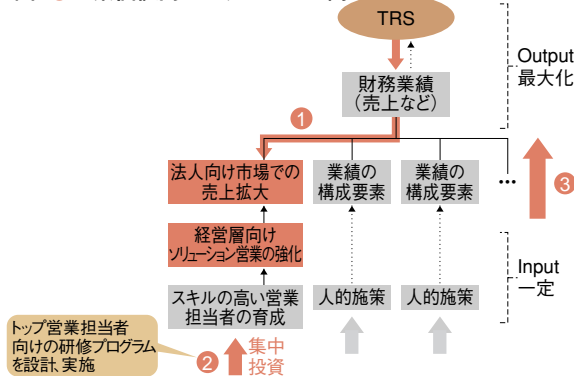 TRS
Output
最大化
財務業績
(売上など)
1
法人向け市場での
売上拡大
業績の
構成要素
業績の
構成要素
...
3
経営層向け
ソリューション営業の強化
Input
一定
スキルの高い営業
担当者の育成
人的施策
人的施策
トップ営業担当者
向けの研修プログラム
を設計、実施
2
集中
投資